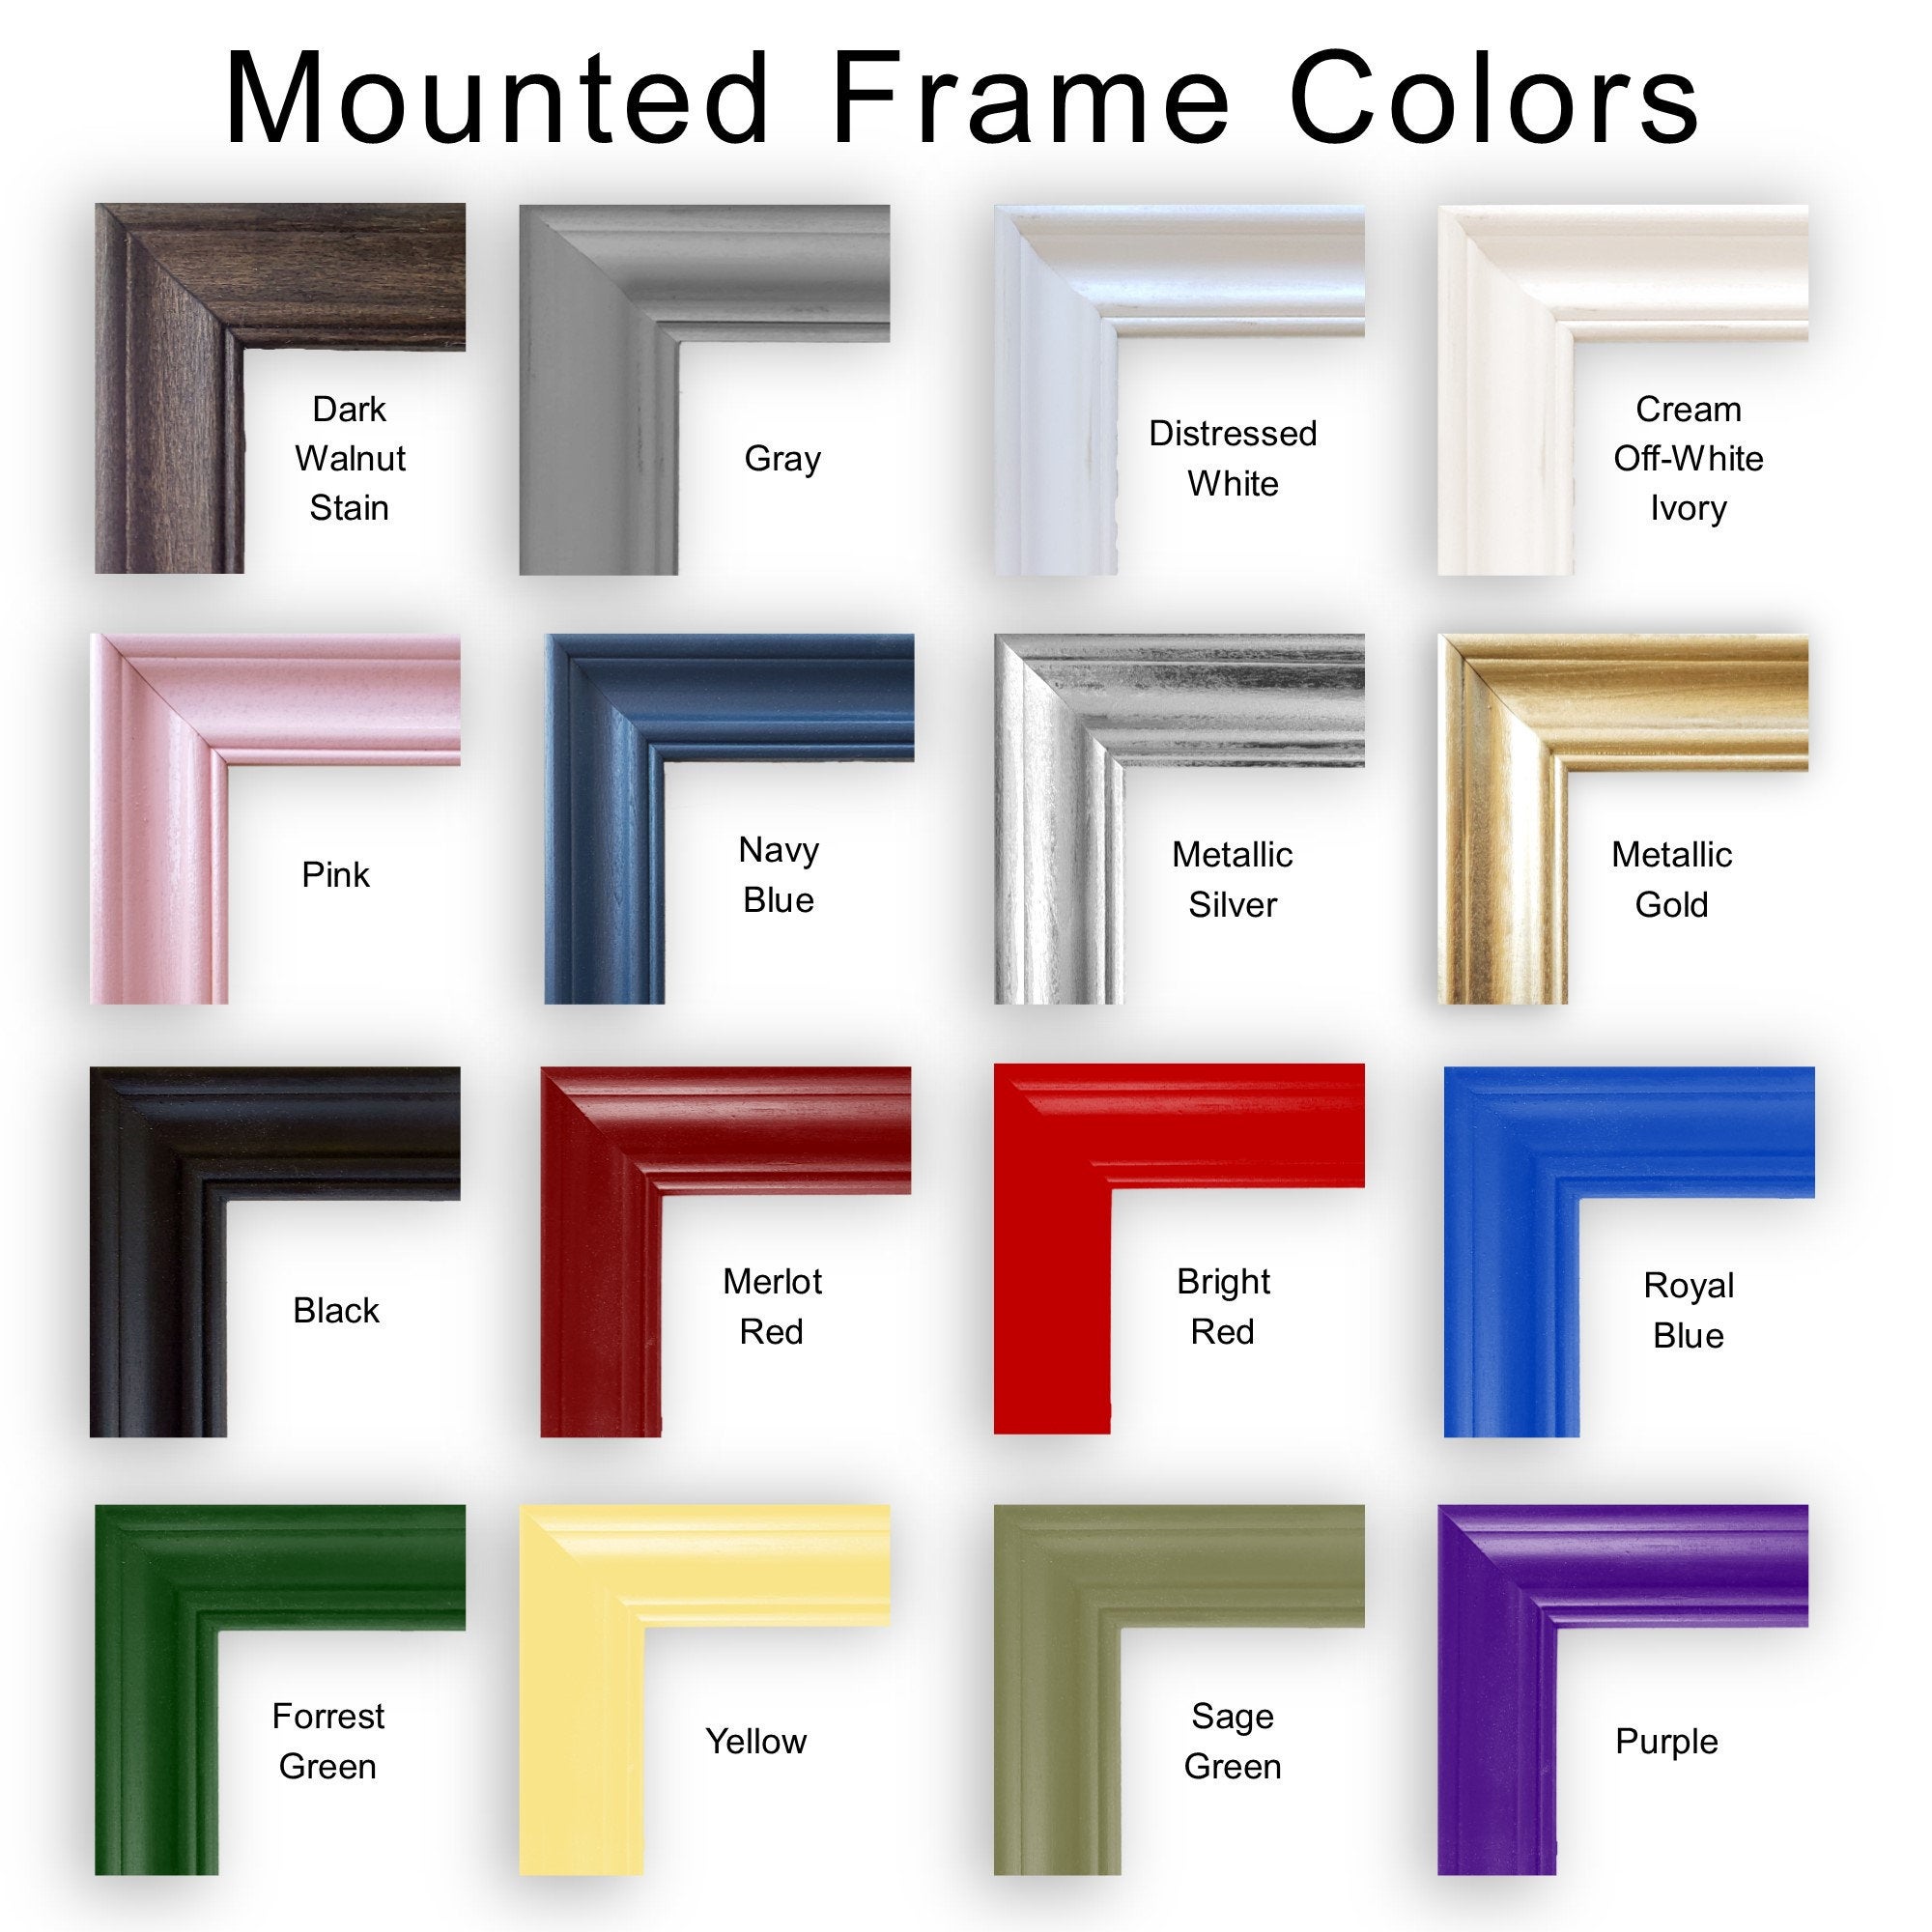 Mounted Frame Colors
Dark
Walnut
Stain
Gray
Distressed
White
Cream
Off-White
Ivory
Pink
Navy
Blue
Metallic
Silver
Metallic
Gold
Black
Merlot
Red
Bright
Red
Royal
Blue
Forrest
Green
Yellow
Sage
Green
Purple